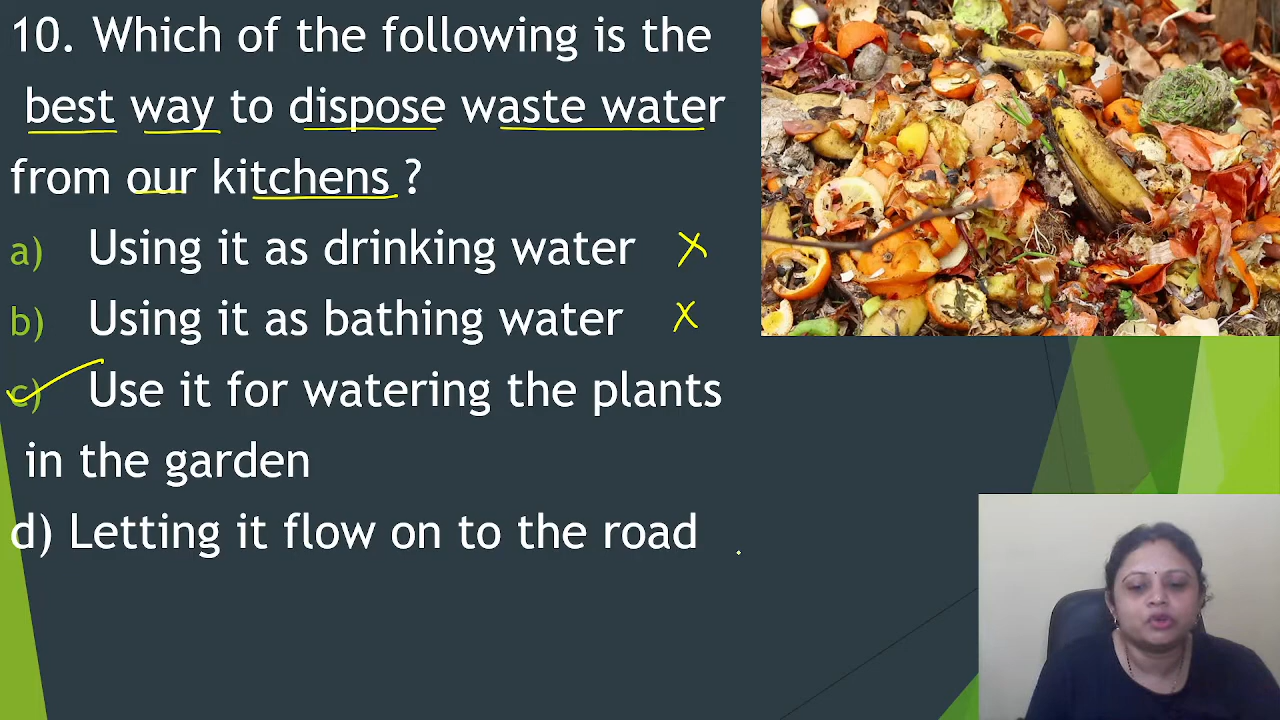 10. Which of the following is the
best way to dispose waste water
from our kitchens ?
a) Using it as drinking water
b) Using it as bathing water
c) Use it for watering the plants
in the garden
d) Letting it flow on to the road